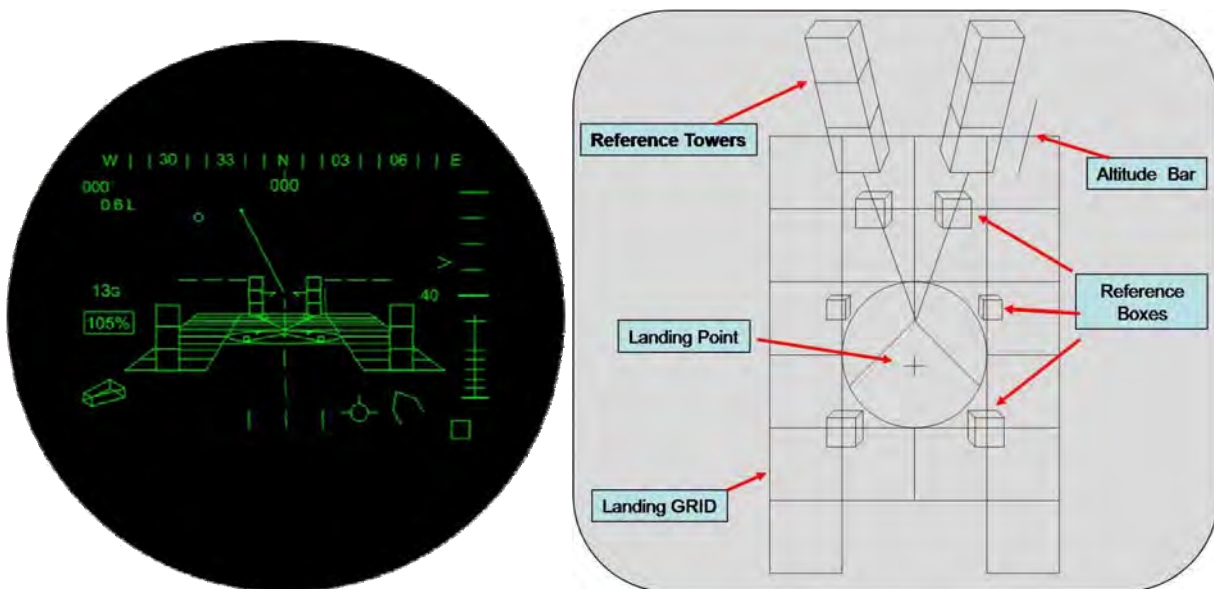 W | | 30 | | 33 | | N | | 03 | | 06 | | E
000
000
0.6 L
13G
40
105%
Reference Towers
Altitude Bar
Reference
Boxes
Landing Point
Landing GRID